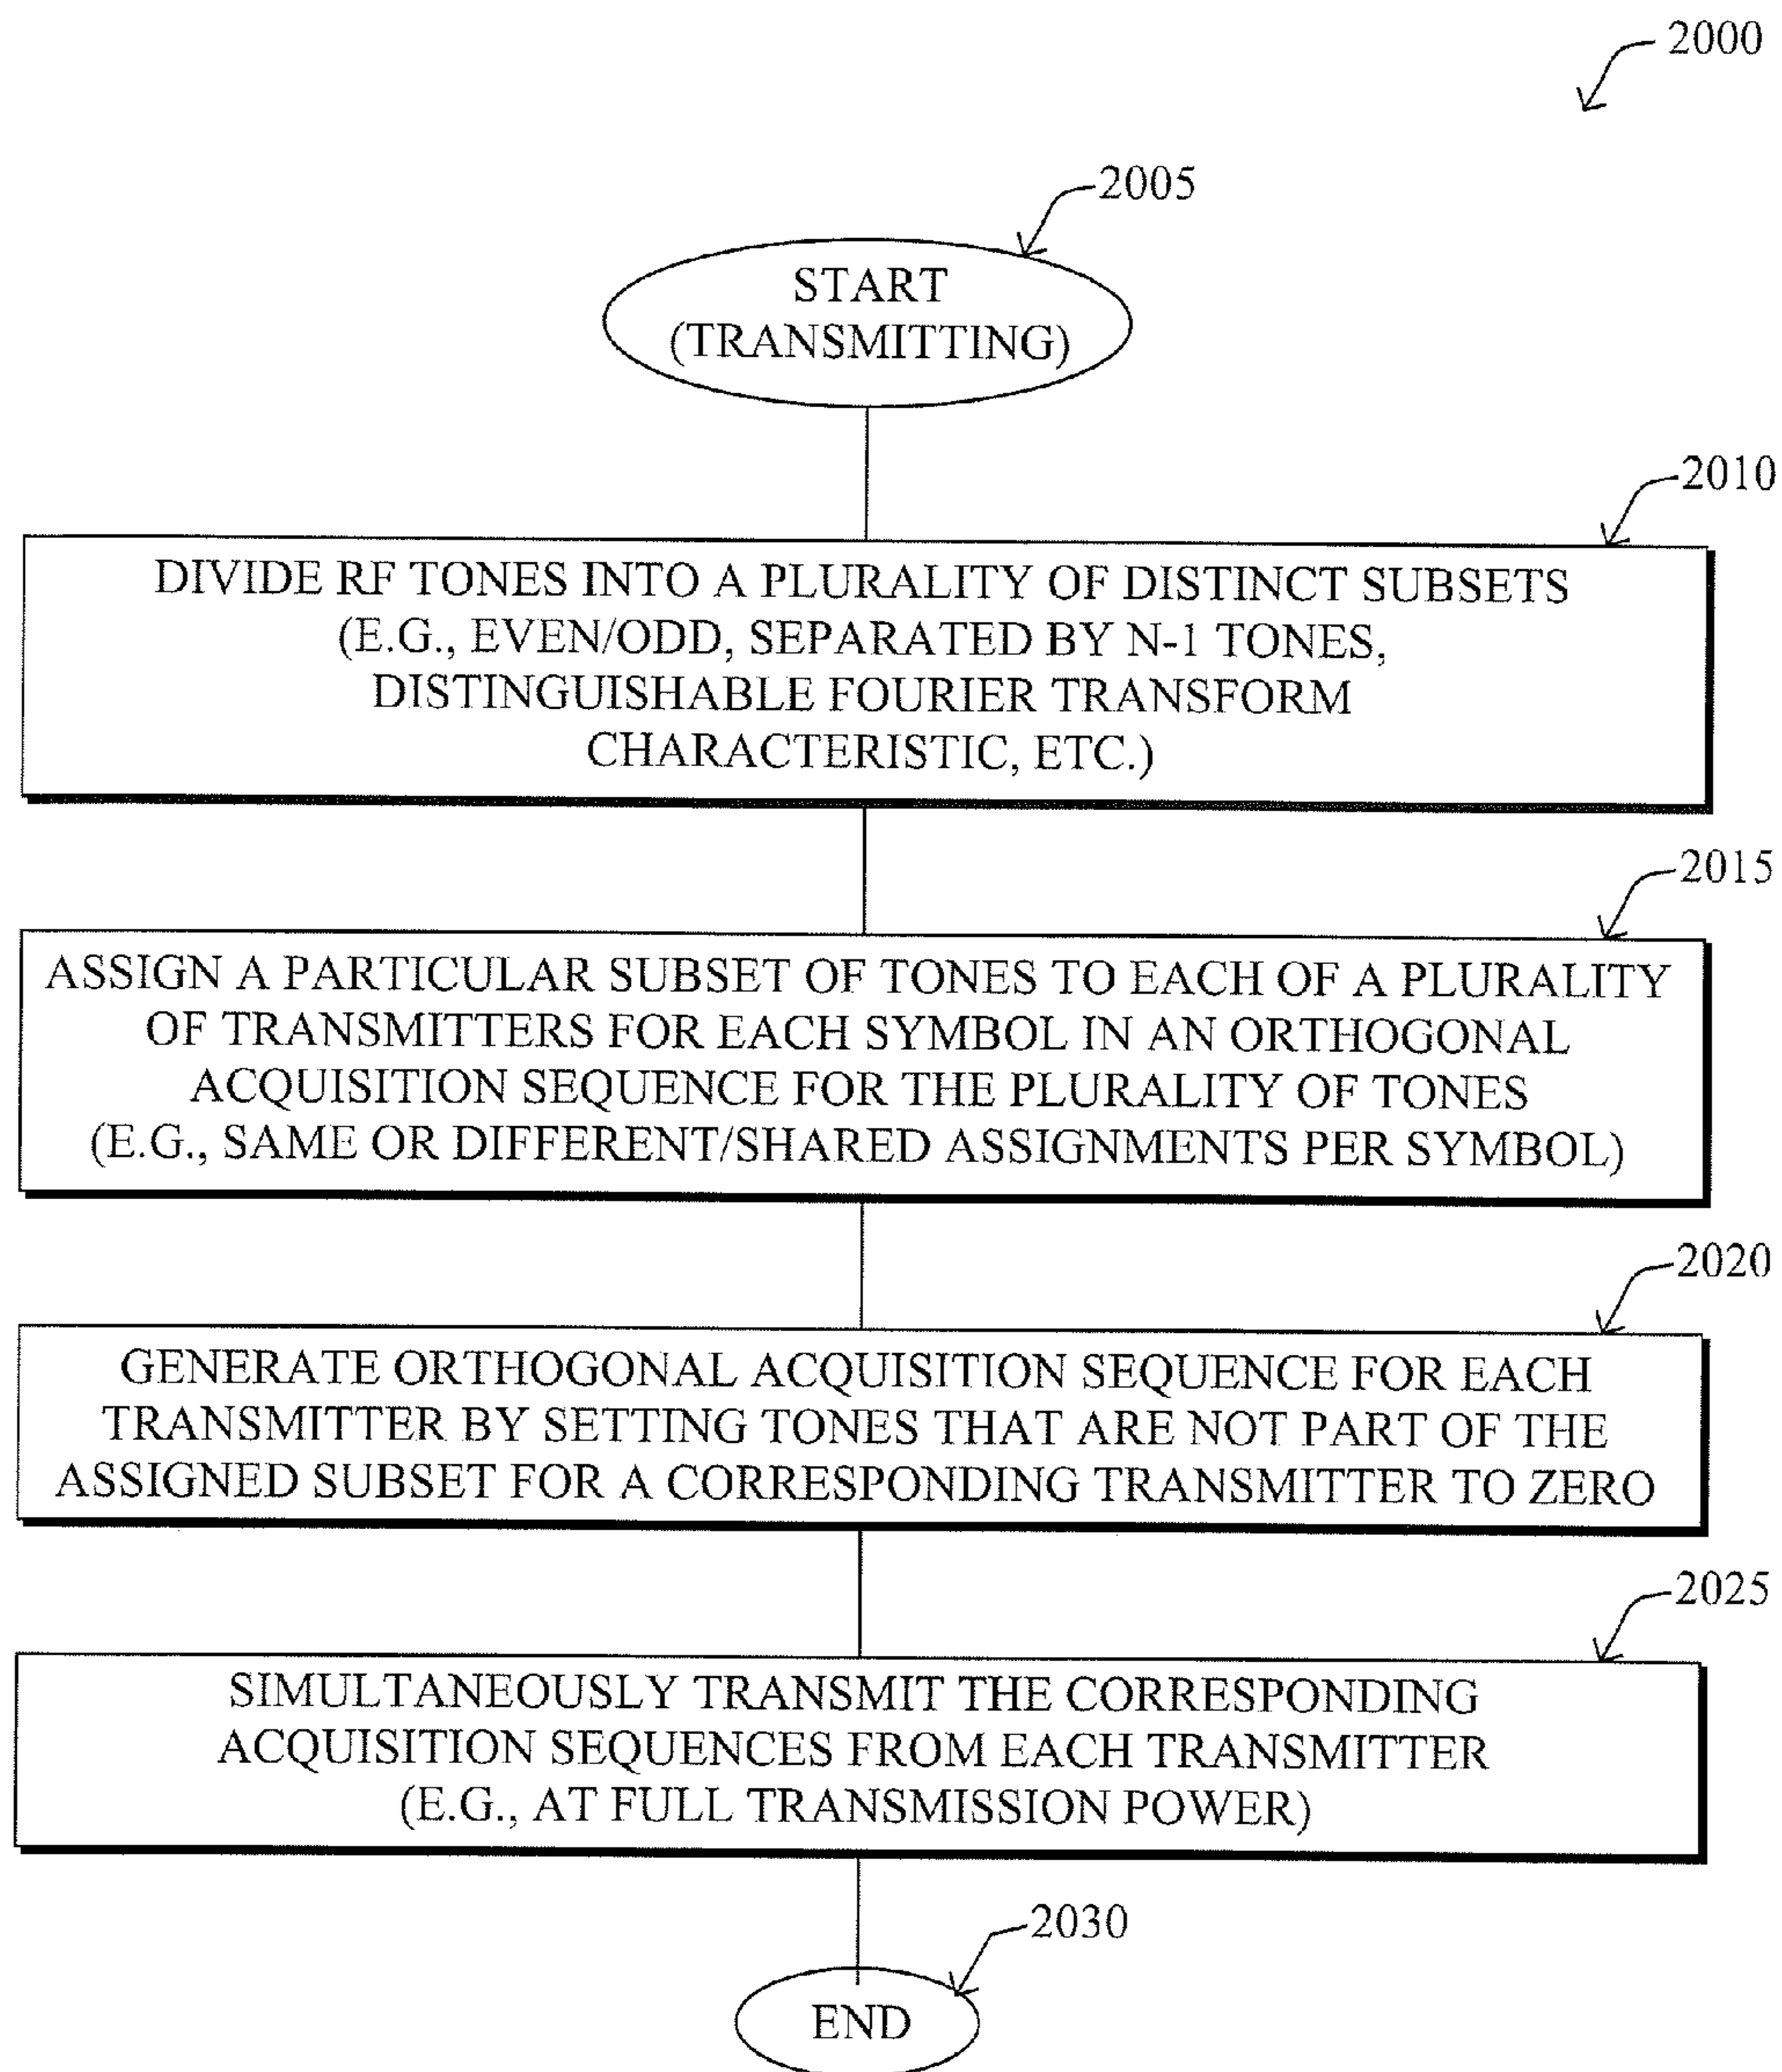 2000
2005
START
(TRANSMITTING)
2010
DIVIDE RF TONES INTO A PLURALITY OF DISTINCT SUBSETS
(E.G., EVEN/ODD, SEPARATED BY N-1 TONES,
DISTINGUISHABLE FOURIER TRANSFORM
CHARACTERISTIC, ETC.)
2015
ASSIGN A PARTICULAR SUBSET OF TONES TO EACH OF A PLURALITY
OF TRANSMITTERS FOR EACH SYMBOL IN AN ORTHOGONAL
ACQUISITION SEQUENCE FOR THE PLURALITY OF TONES
(E.G., SAME OR DIFFERENT/SHARED ASSIGNMENTS PER SYMBOL)
2020
GENERATE ORTHOGONAL ACQUISITION SEQUENCE FOR EACH
TRANSMITTER BY SETTING TONES THAT ARE NOT PART OF THE
ASSIGNED SUBSET FOR A CORRESPONDING TRANSMITTER TO ZERO
2025
SIMULTANEOUSLY TRANSMIT THE CORRESPONDING
ACQUISITION SEQUENCES FROM EACH TRANSMITTER
(E.G., AT FULL TRANSMISSION POWER)
2030
END